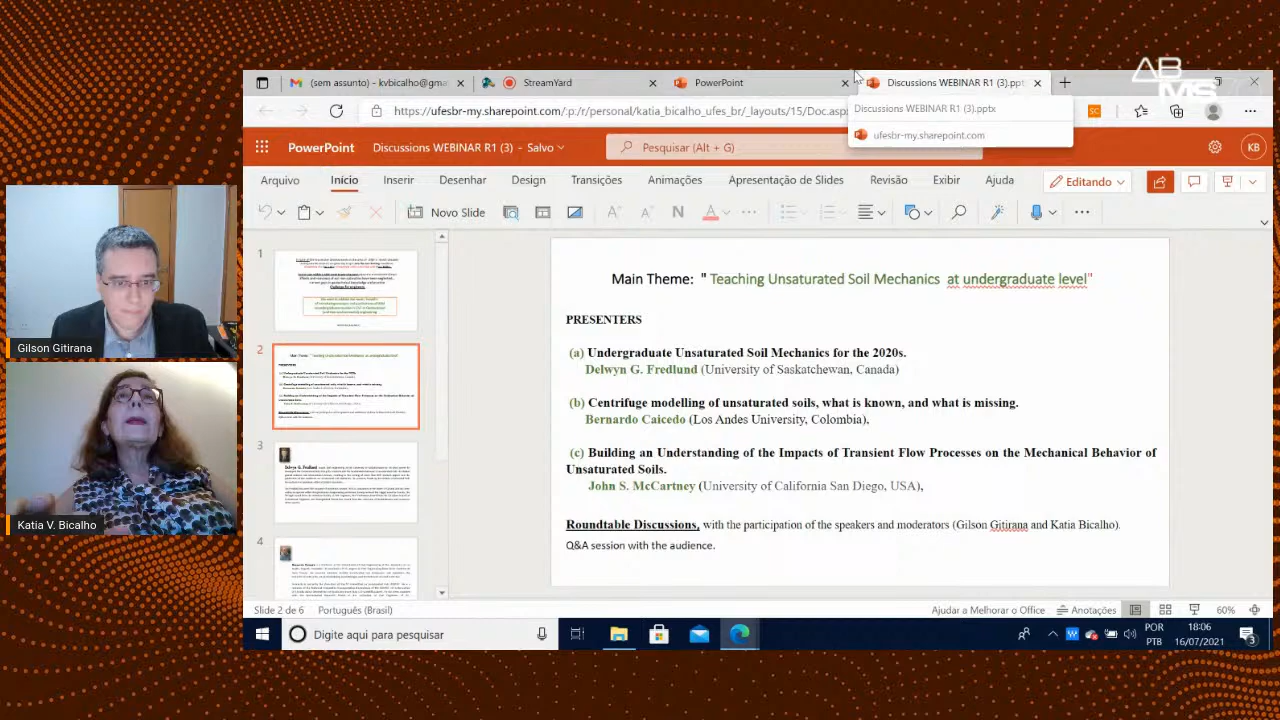 AB
MS
(sem assunto) - kvbicalho@gma
StreamYard
PowerPoint
Discussions WEBINAR R1 (3).ppt
https://ufesbr-my.sharepoint.com/:p:/r/personal/katia_bicalho_ufes_br/_layouts/15/Doc.asp
Discussions WEBINAR R1 (3).pptx
ufesbr-my.sharepoint.com
PowerPoint
Discussions WEBINAR R1 (3) - Salvo
Pesquisar (Alt + G)
KB
Arquivo
Início
Inserir
Desenhar
Design
Transições
Animações
Apresentação de Slides
Revisão
Exibir
Ajuda
Editando
Novo Slide
N
1
2
3
4
Main Theme: " Teaching Unsaturated Soil Mechanics at undergraduate level"
PRESENTERS
(a) Undergraduate Unsaturated Soil Mechanics for the 2020s.
Delwyn G. Fredlund (University of Saskatchewan, Canada)
(b) Centrifuge modelling of unsaturated soils, what is known, and what is missing.
Bernardo Caicedo (Los Andes University, Colombia),
(c) Building an Understanding of the Impacts of Transient Flow Processes on the Mechanical Behavior of
Unsaturated Soils.
John S. McCartney (University of California San Diego, USA),
Roundtable Discussions, with the participation of the speakers and moderators (Gilson Gitirana and Katia Bicalho).
Q&A session with the audience.
Gilson Gitirana
Katia V. Bicalho
Slide 2 de 6
Português (Brasil)
Ajudar a Melhorar o Office
Anotações
60%
Digite aqui para pesquisar
POR
PTB
18:06
16/07/2021
3